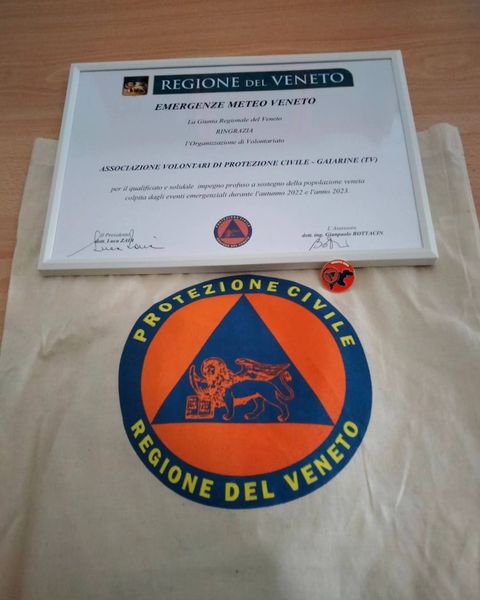 REGIONE DEL VENETO
EMERGENZE METEO VENETO
La Giunta Regionale del Veneto
RINGRAZIA
l'Organizzazione di Volontariato
ASSOCIAZIONE VOLONTARI DI PROTEZIONE CIVILE - GAIARINE (TV)
per il qualificato e solidale impegno profuso a sostegno della popolazione veneta
colpita dagli eventi emergenziali durante l'autunno 2022 e l'anno 2023.
Il Presidente
dott. Luca ZAIA
L'Assessore
dott. ing. Gianpaolo BOTTACIN
PROTEZIONE CIVILE
REGIONE DEL VENETO